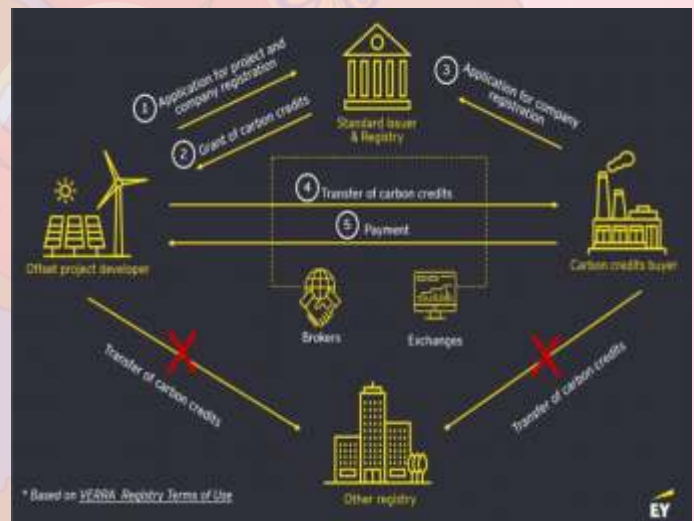 1 Application for project and
company registration
2 Grant of carbon credits
Standard Issuer
& Registry
3 Application for company
registration
4 Transfer of carbon credits
5 Payment
Offset project developer
Carbon credits buyer
Brokers
Exchanges
Transfer of carbon credits
Transfer of carbon credits
Other registry
* Based on VERRA Registry Terms of Use
EY